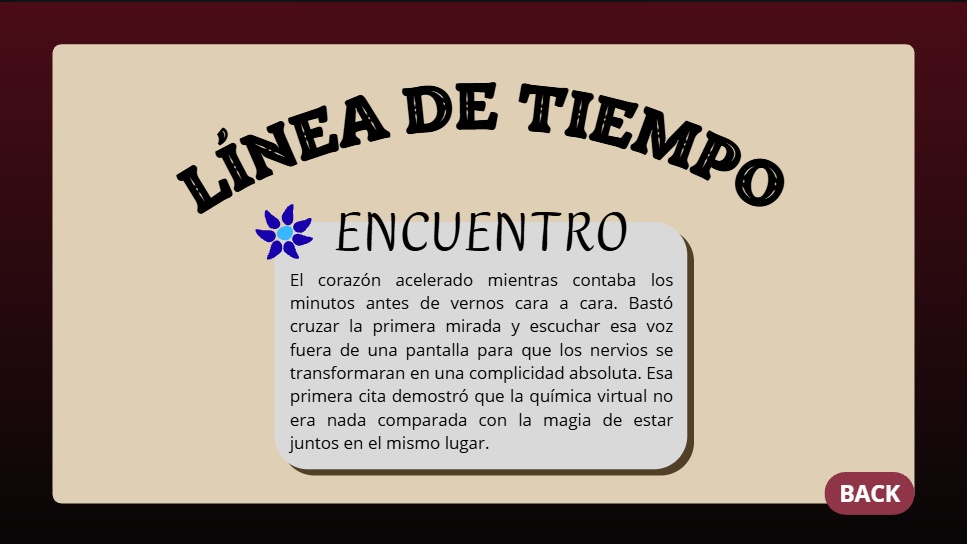 LÍNEA DE TIEMPO
ENCUENTRO
El corazón acelerado mientras contaba los
minutos antes de vernos cara a cara. Bastó
cruzar la primera mirada y escuchar esa voz
fuera de una pantalla para que los nervios se
transformaran en una complicidad absoluta. Esa
primera cita demostró que la química virtual no
era nada comparada con la magia de estar
juntos en el mismo lugar.
BACK